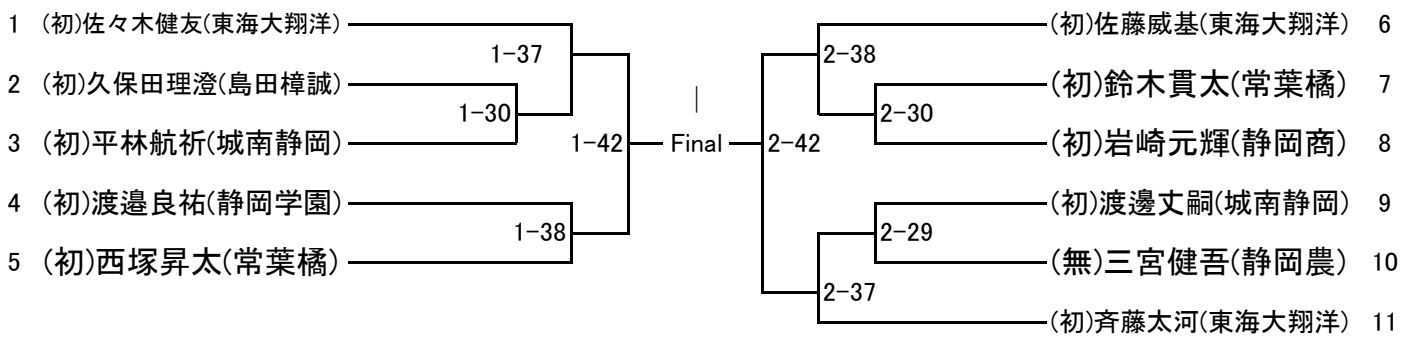 1 (初)佐々木健友(東海大翔洋)
2 (初)久保田理澄(島田樟誠)
3 (初)平林航祈(城南静岡)
4 (初)渡邉良祐(静岡学園)
5 (初)西塚昇太(常葉橘)
1-37
1-30
1-42
1-38
|
Final
2-42
2-38
2-30
2-29
2-37
(初)佐藤威基(東海大翔洋) 6
(初)鈴木貫太(常葉橘) 7
(初)岩崎元輝(静岡商) 8
(初)渡邊丈嗣(城南静岡) 9
(無)三宮健吾(静岡農) 10
(初)斉藤太河(東海大翔洋) 11